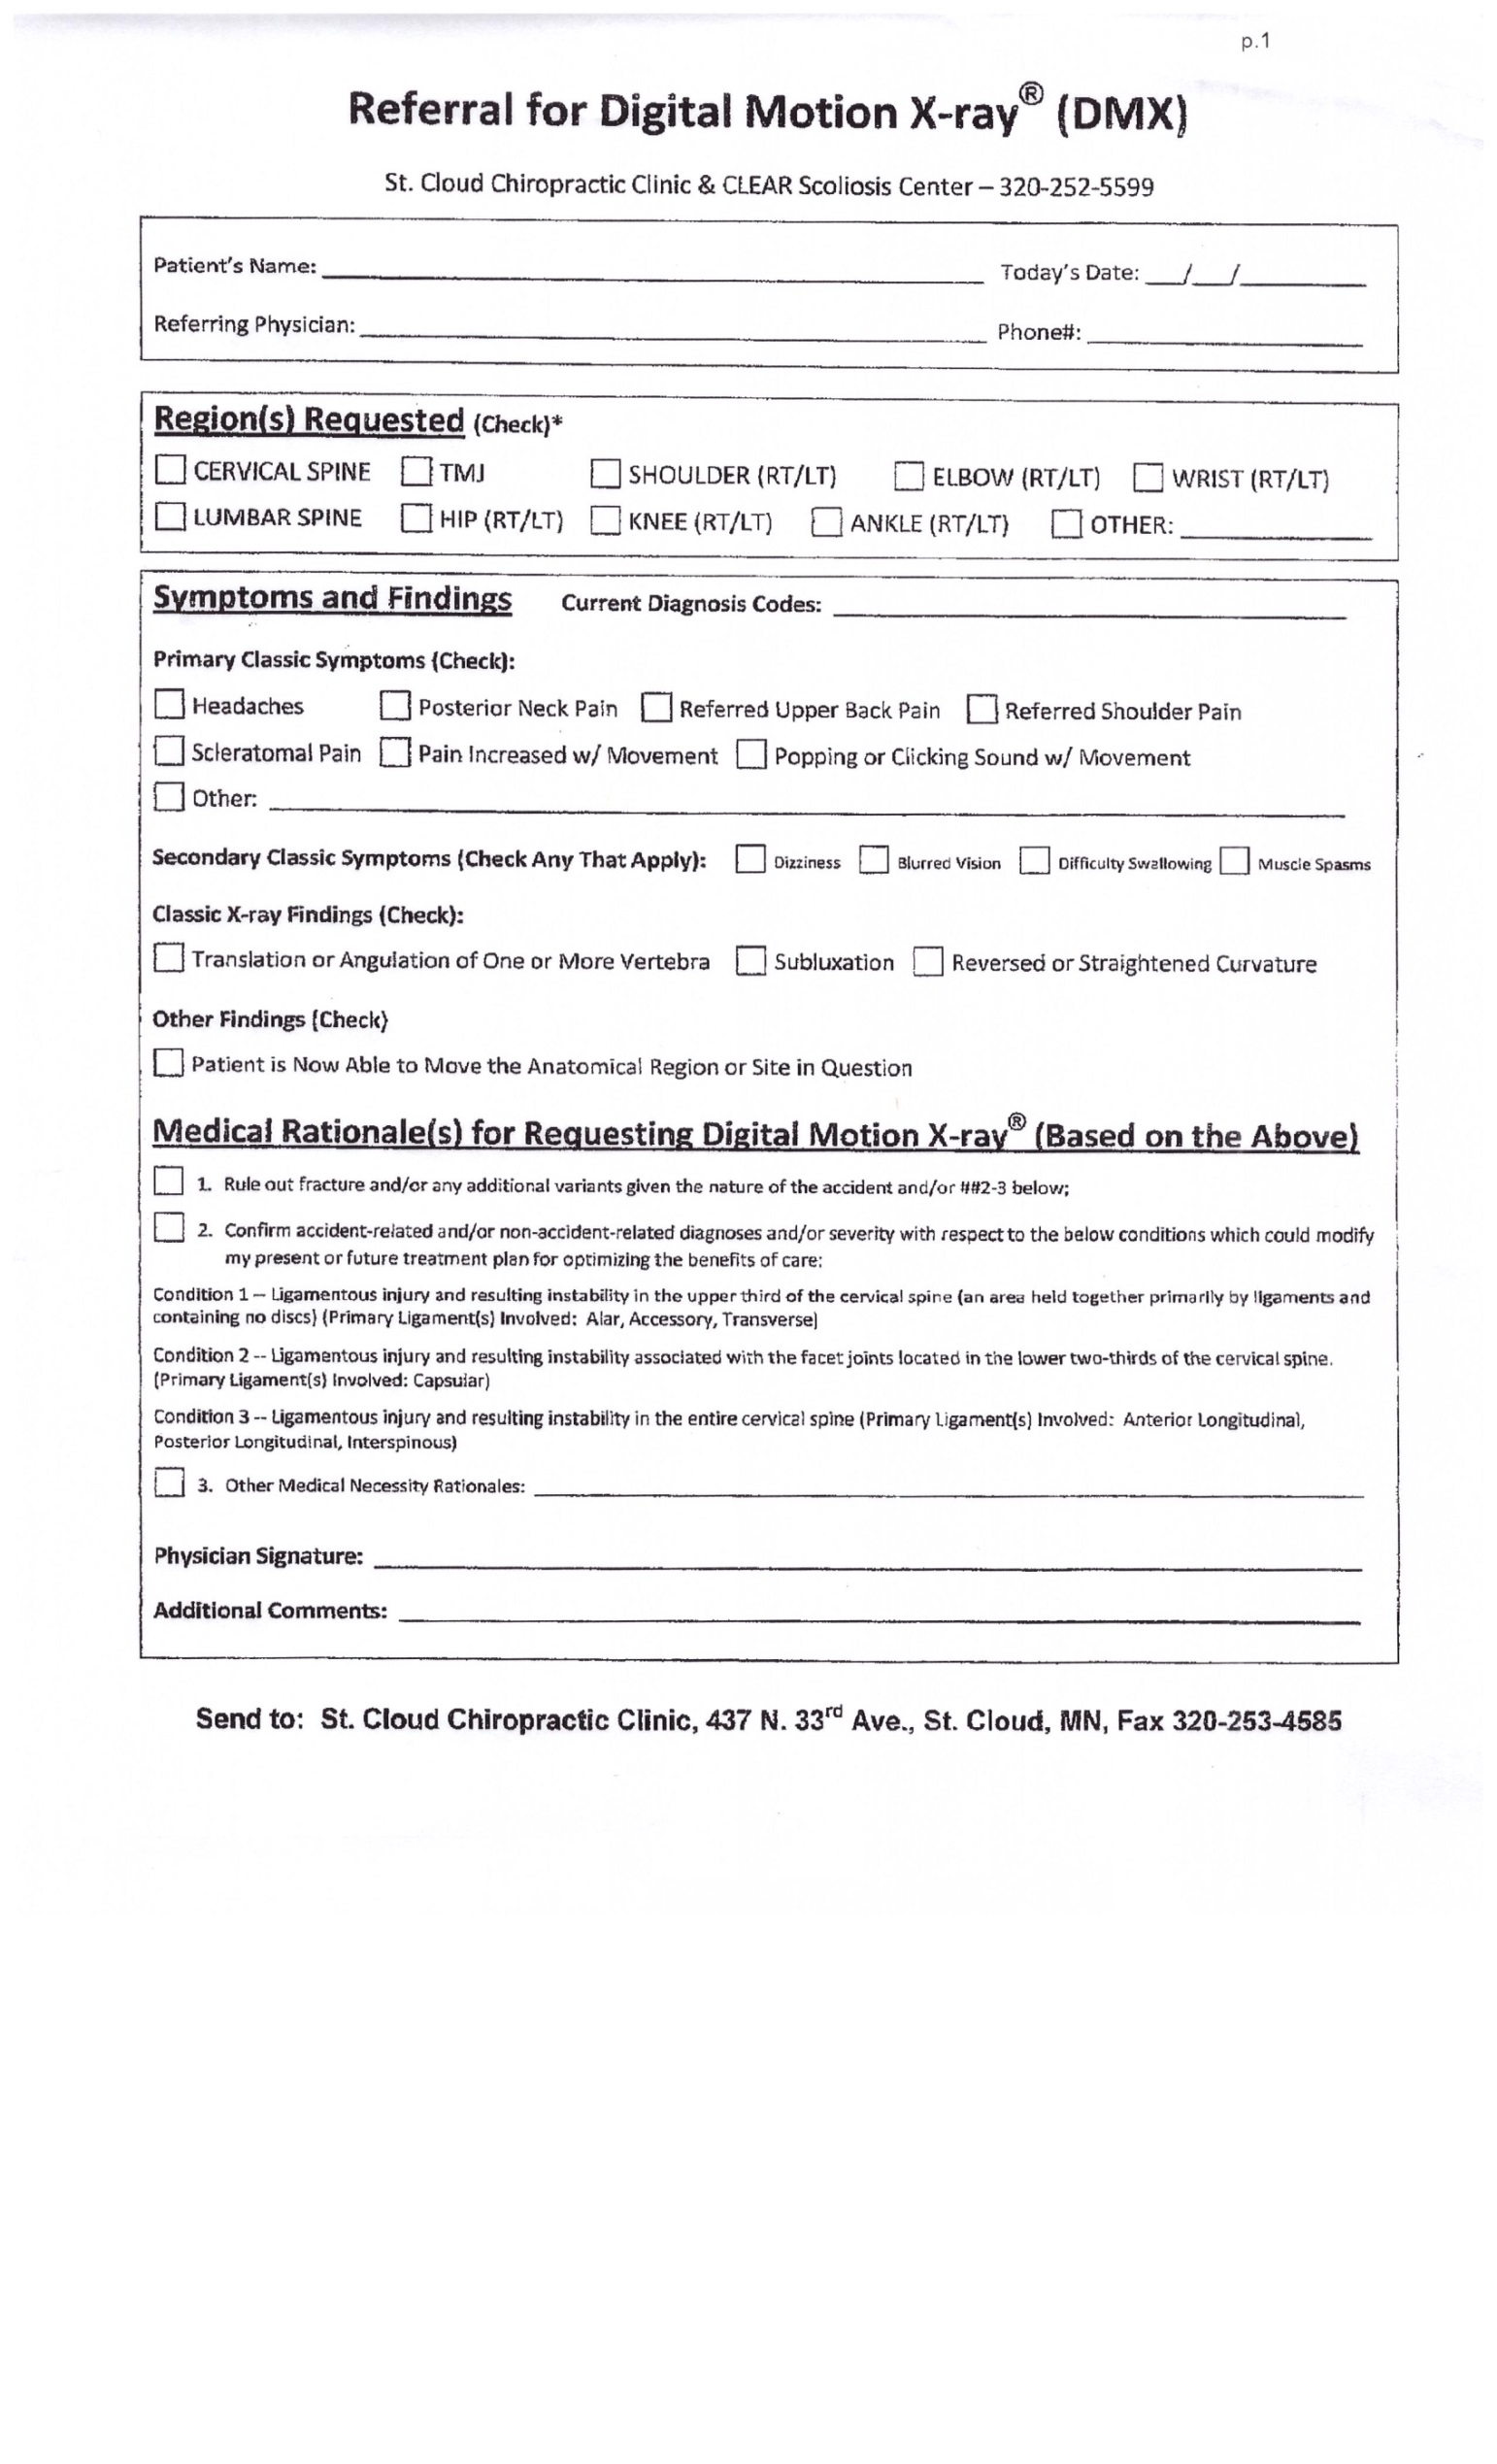 p.1
Referral for Digital Motion X-ray® (DMX)
St. Cloud Chiropractic Clinic & CLEAR Scoliosis Center – 320-252-5599
Patient's Name: ____ Today's Date: __/__/____
Referring Physician: ____ Phone#: ____
Region(s) Requested (Check)*
☐ CERVICAL SPINE ☐ TMJ ☐ SHOULDER (RT/LT) ☐ ELBOW (RT/LT) ☐ WRIST (RT/LT)
☐ LUMBAR SPINE ☐ HIP (RT/LT) ☐ KNEE (RT/LT) ☐ ANKLE (RT/LT) ☐ OTHER: ____
Symptoms and Findings Current Diagnosis Codes: ____
Primary Classic Symptoms (Check):
☐ Headaches ☐ Posterior Neck Pain ☐ Referred Upper Back Pain ☐ Referred Shoulder Pain
☐ Scleratomal Pain ☐ Pain Increased w/ Movement ☐ Popping or Clicking Sound w/ Movement
☐ Other: ____
Secondary Classic Symptoms (Check Any That Apply): ☐ Dizziness ☐ Blurred Vision ☐ Difficulty Swallowing ☐ Muscle Spasms
Classic X-ray Findings (Check):
☐ Translation or Angulation of One or More Vertebra ☐ Subluxation ☐ Reversed or Straightened Curvature
Other Findings (Check)
☐ Patient is Now Able to Move the Anatomical Region or Site in Question
Medical Rationale(s) for Requesting Digital Motion X-ray® (Based on the Above)
☐ 1. Rule out fracture and/or any additional variants given the nature of the accident and/or ##2-3 below;
☐ 2. Confirm accident-related and/or non-accident-related diagnoses and/or severity with respect to the below conditions which could modify
my present or future treatment plan for optimizing the benefits of care:
Condition 1 – Ligamentous injury and resulting instability in the upper third of the cervical spine (an area held together primarily by ligaments and
containing no discs) (Primary Ligament(s) Involved: Alar, Accessory, Transverse)
Condition 2 -- Ligamentous injury and resulting instability associated with the facet joints located in the lower two-thirds of the cervical spine.
(Primary Ligament(s) Involved: Capsular)
Condition 3 -- Ligamentous injury and resulting instability in the entire cervical spine (Primary Ligament(s) Involved: Anterior Longitudinal,
Posterior Longitudinal, Interspinous)
☐ 3. Other Medical Necessity Rationales: ____
Physician Signature: ____
Additional Comments: ____
Send to: St. Cloud Chiropractic Clinic, 437 N. 33rd Ave., St. Cloud, MN, Fax 320-253-4585